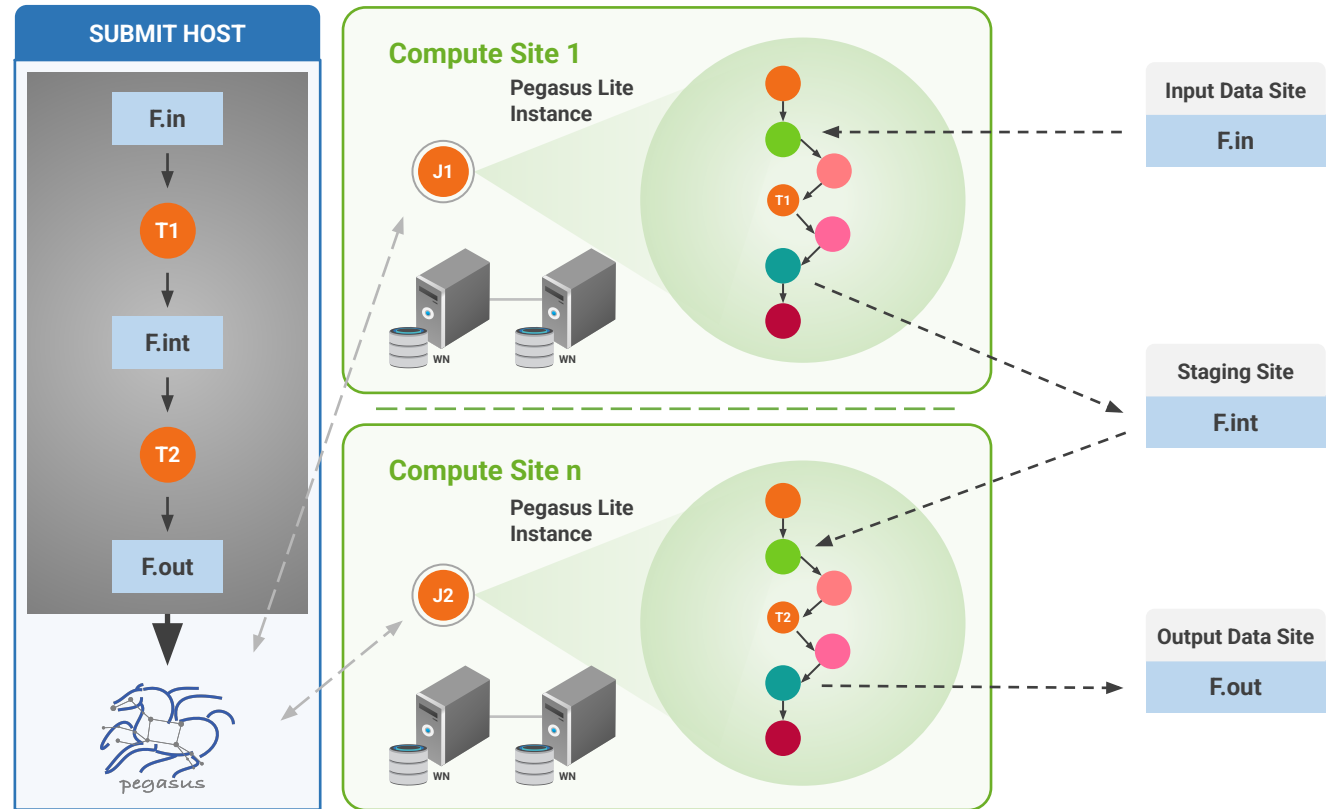 SUBMIT HOST
F.in
T1
F.int
T2
F.out
pegasus
Compute Site 1
Pegasus Lite
Instance
J1
T1
WN
WN
Compute Site n
Pegasus Lite
Instance
J2
T2
WN
WN
Input Data Site
F.in
Staging Site
F.int
Output Data Site
F.out